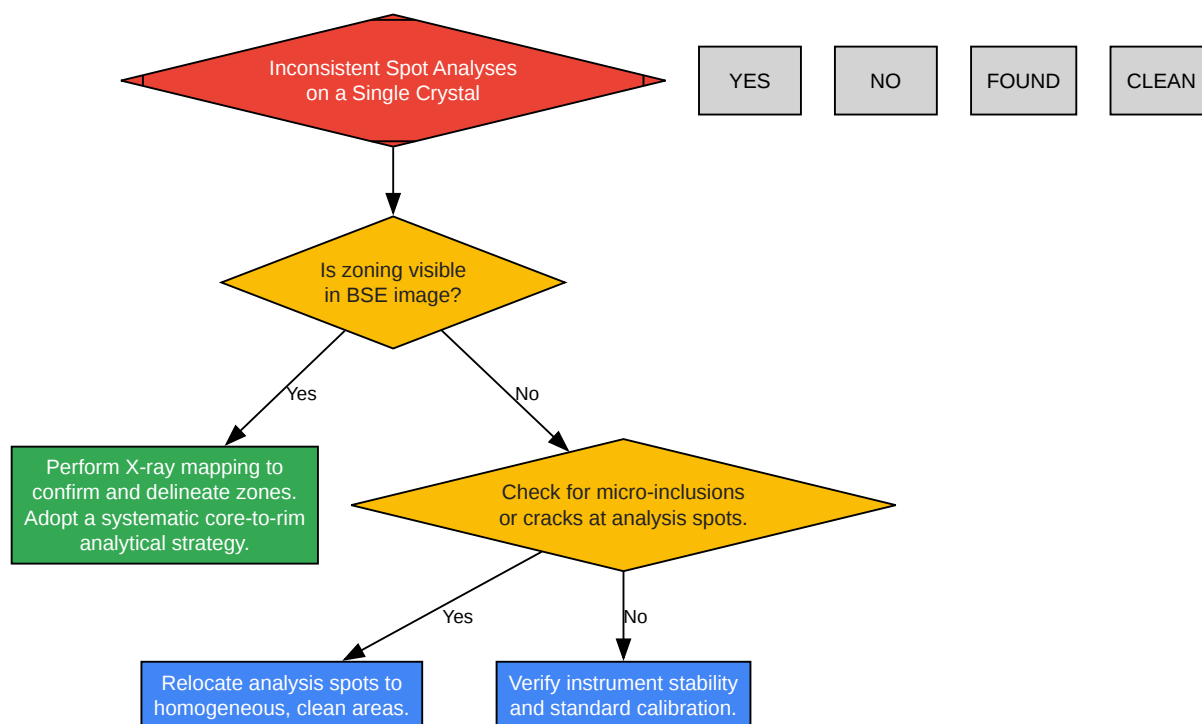 Inconsistent Spot Analyses
on a Single Crystal
YES
NO
FOUND
CLEAN
Is zoning visible
in BSE image?
Yes
No
Perform X-ray mapping to
confirm and delineate zones.
Adopt a systematic core-to-rim
analytical strategy.
Check for micro-inclusions
or cracks at analysis spots.
Yes
No
Relocate analysis spots to
homogeneous, clean areas.
Verify instrument stability
and standard calibration.